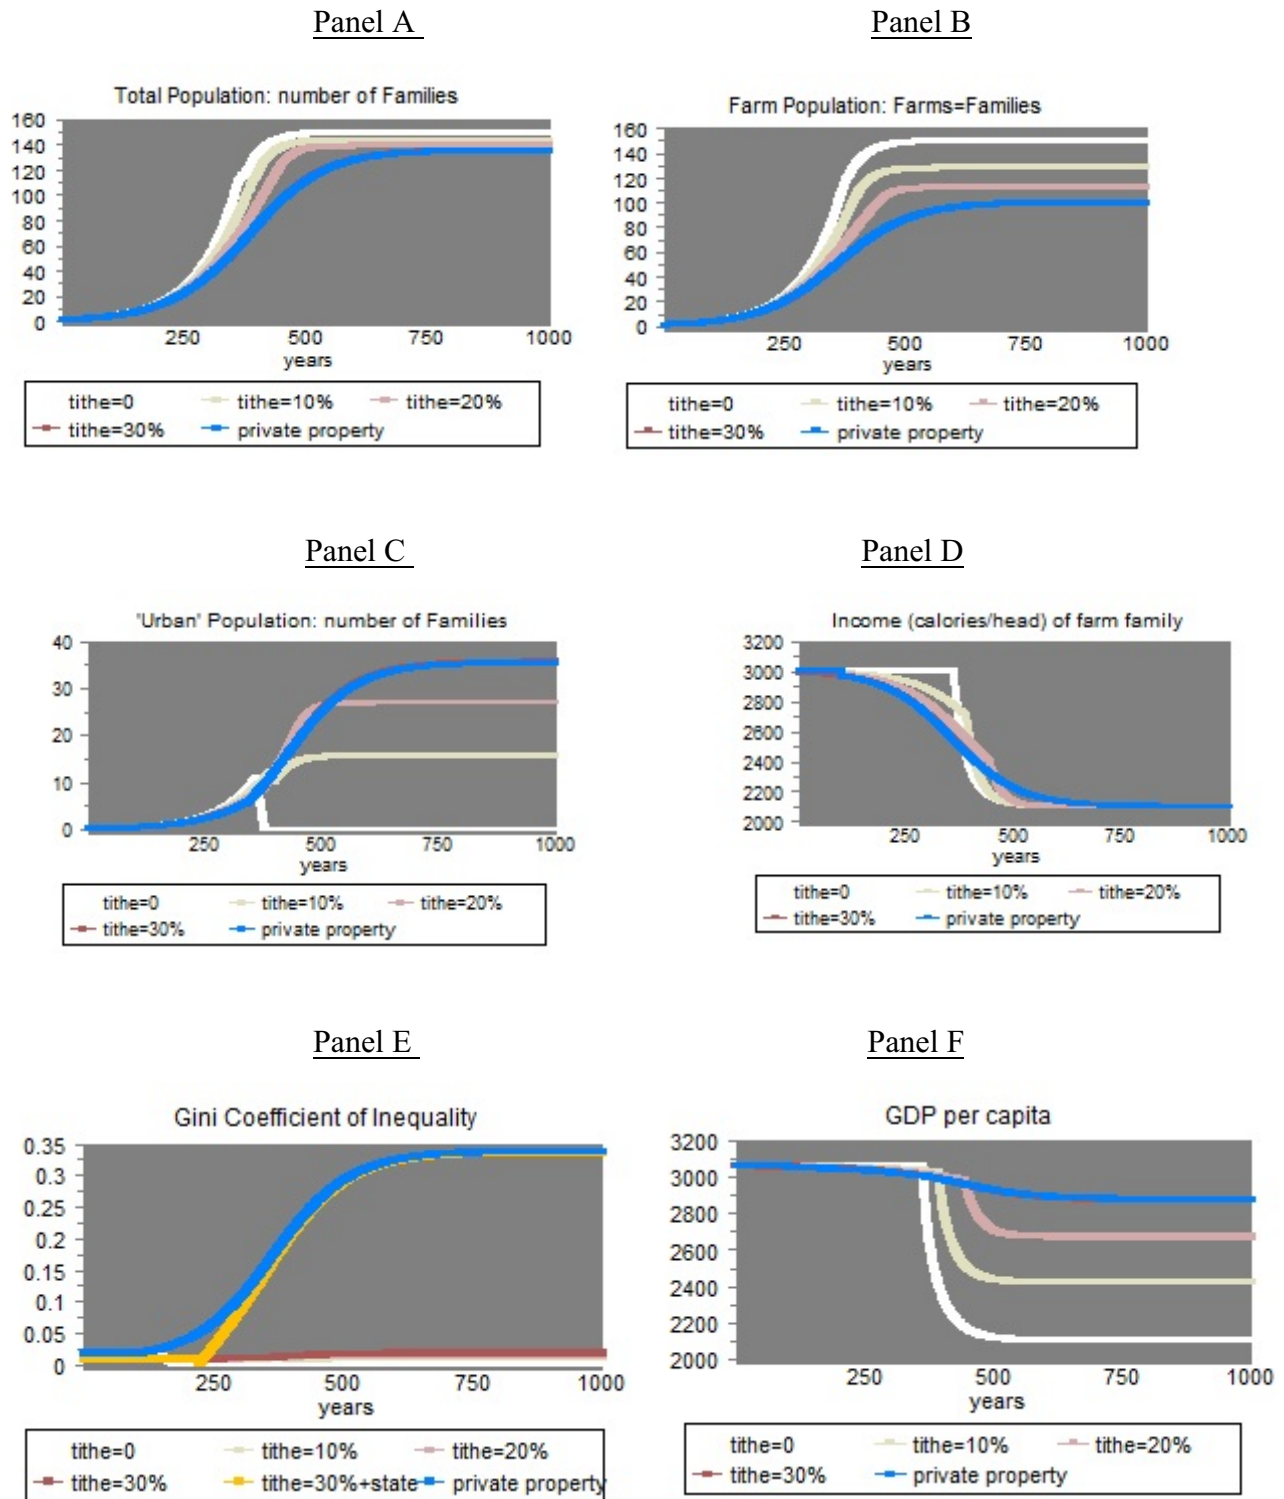 Panel A
Total Population: number of Families
160
140
120
100
80
60
40
20
0
250 500 750 1000
years
tithe=0 tithe=10% tithe=20%
tithe=30% private property
Panel B
Farm Population: Farms=Families
160
140
120
100
80
60
40
20
0
250 500 750 1000
years
tithe=0 tithe=10% tithe=20%
tithe=30% private property
Panel C
'Urban' Population: number of Families
40
30
20
10
0
250 500 750 1000
years
tithe=0 tithe=10% tithe=20%
tithe=30% private property
Panel D
Income (calories/head) of farm family
3200
3000
2800
2600
2400
2200
2000
250 500 750 1000
years
tithe=0 tithe=10% tithe=20%
tithe=30% private property
Panel E
Gini Coefficient of Inequality
0.35
0.3
0.25
0.2
0.15
0.1
0.05
0
250 500 750 1000
years
tithe=0 tithe=10% tithe=20%
tithe=30% tithe=30%+state private property
Panel F
GDP per capita
3200
3000
2800
2600
2400
2200
2000
250 500 750 1000
years
tithe=0 tithe=10% tithe=20%
tithe=30% private property